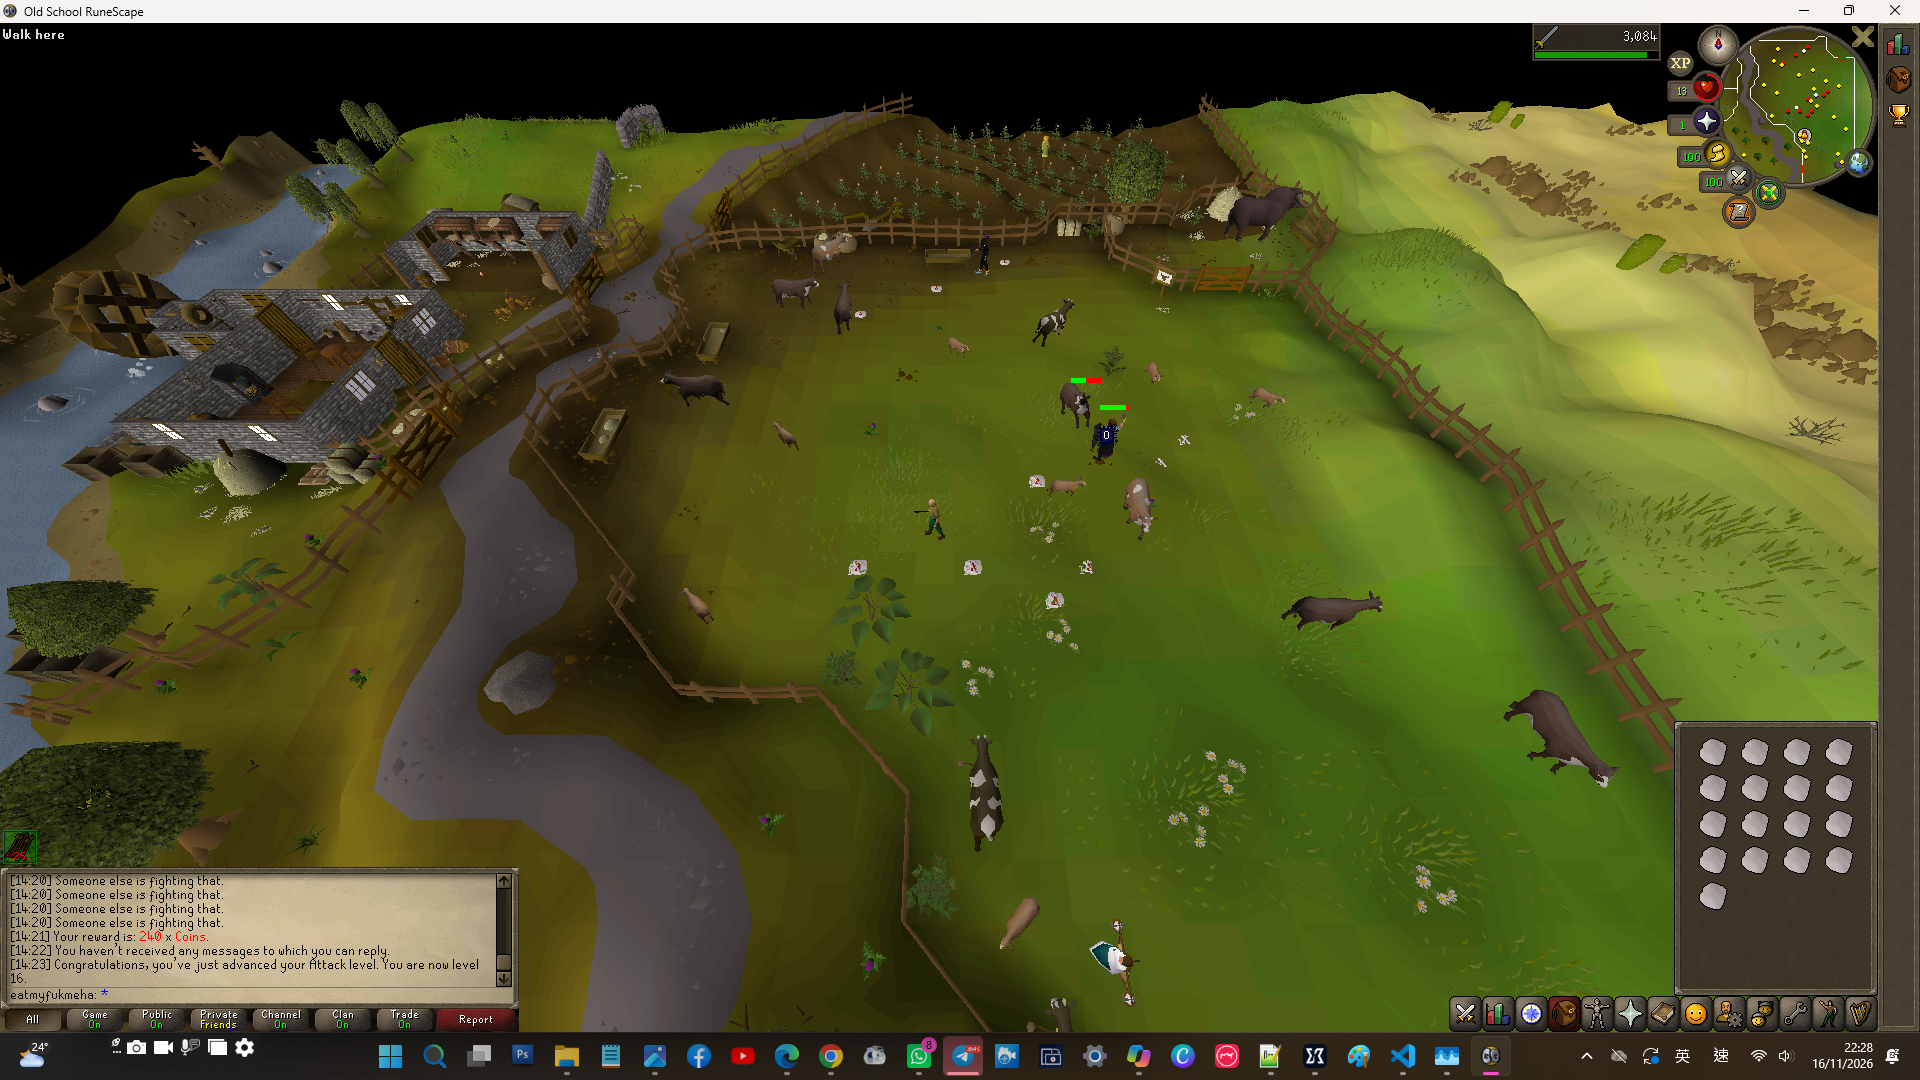 Old School RuneScape
Walk here
3,084
XP
N
13
1
100
100
0
-25
[14:20] Someone else is fighting that.
[14:20] Someone else is fighting that.
[14:20] Someone else is fighting that.
[14:20] Someone else is fighting that.
[14:21] Your reward is: 240 x Coins.
[14:22] You haven't received any messages to which you can reply.
[14:23] Congratulations, you've just advanced your Attack level. You are now level
16.
eatmyfukmeha: *
All
Game
On
Public
On
Private
Friends
Channel
On
Clan
On
Trade
On
Report
24°
Ps
8
英
速
22:28
16/11/2026